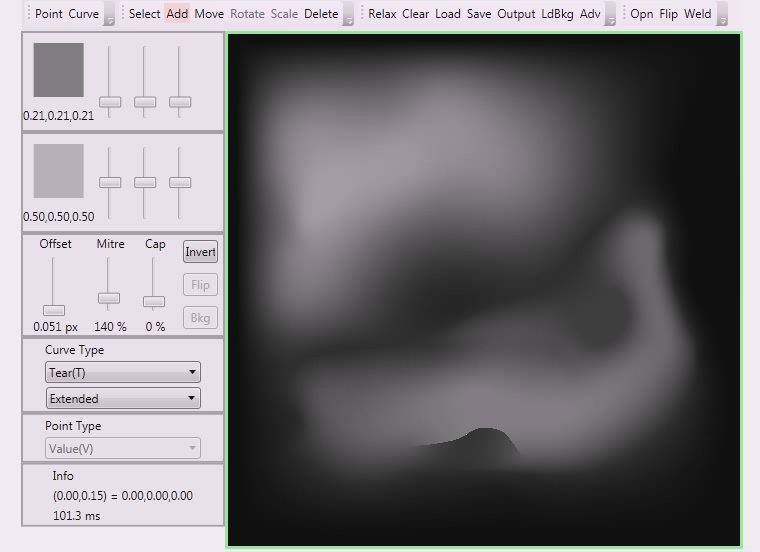 Point Curve Select Add Move Rotate Scale Delete Relax Clear Load Save Output LdBkg Adv Opn Flip Weld
0.21,0.21,0.21
0.50,0.50,0.50
Offset Mitre Cap Invert
Flip
Bkg
0.051 px 140 % 0 %
Curve Type
Tear(T)
Extended
Point Type
Value(V)
Info
(0.00,0.15) = 0.00,0.00,0.00
101.3 ms